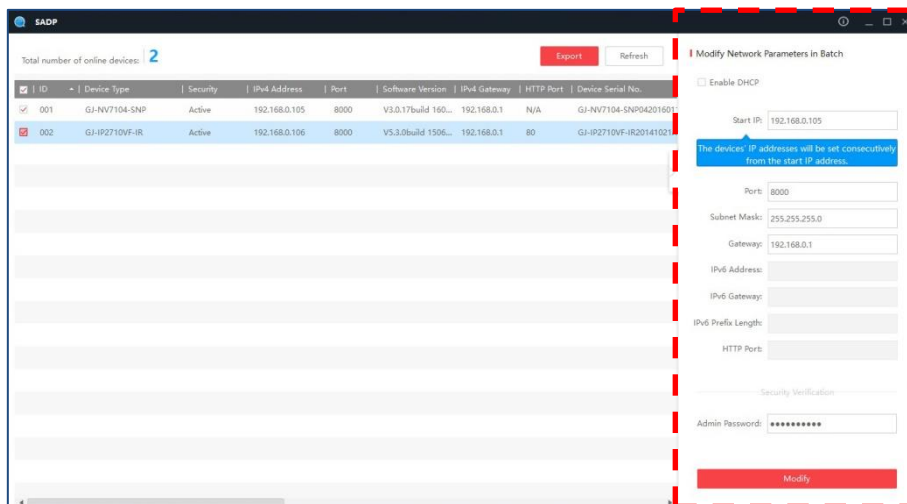 SADP
Total number of online devices: 2
Export
Refresh
ID Device Type Security IPv4 Address Port Software Version IPv4 Gateway HTTP Port Device Serial No.
001 GJ-NV7104-SNP Active 192.168.0.105 8000 V3.0.17build 160... 192.168.0.1 N/A GJ-NV7104-SNP04201601
002 GJ-IP2710VF-IR Active 192.168.0.106 8000 V5.3.0build 1506... 192.168.0.1 80 GJ-IP2710VF-IR20141021
Modify Network Parameters in Batch
Enable DHCP
Start IP: 192.168.0.105
The devices' IP addresses will be set consecutively
from the start IP address.
Port: 8000
Subnet Mask: 255.255.255.0
Gateway: 192.168.0.1
IPv6 Address:
IPv6 Gateway:
IPv6 Prefix Length:
HTTP Port:
Security Verification
Admin Password: ●●●●●●●●●●
Modify